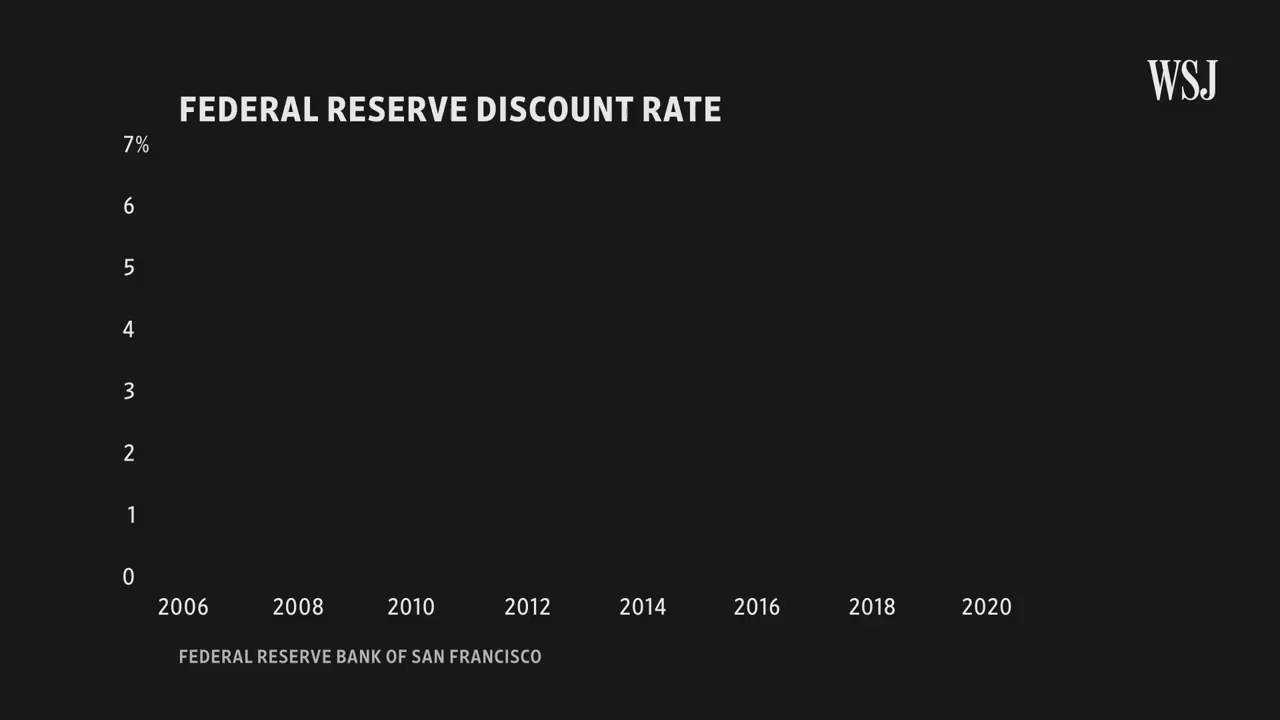 WSJ
FEDERAL RESERVE DISCOUNT RATE
7%
6
5
4
3
2
1
0
2006 2008 2010 2012 2014 2016 2018 2020
FEDERAL RESERVE BANK OF SAN FRANCISCO